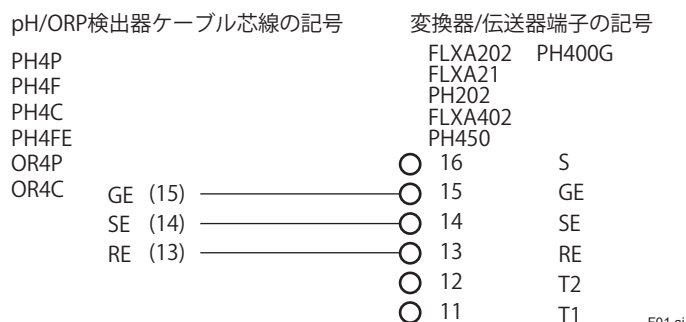 pH/ORP検出器ケーブル芯線の記号 変換器/伝送器端子の記号
FLXA202 PH400G
PH4P
FLXA21
PH4F
PH202
PH4C
FLXA402
PH4FE
PH450
OR4P 16 S
OR4C GE (15) 15 GE
SE (14) 14 SE
RE (13) 13 RE
12 T2
11 T1